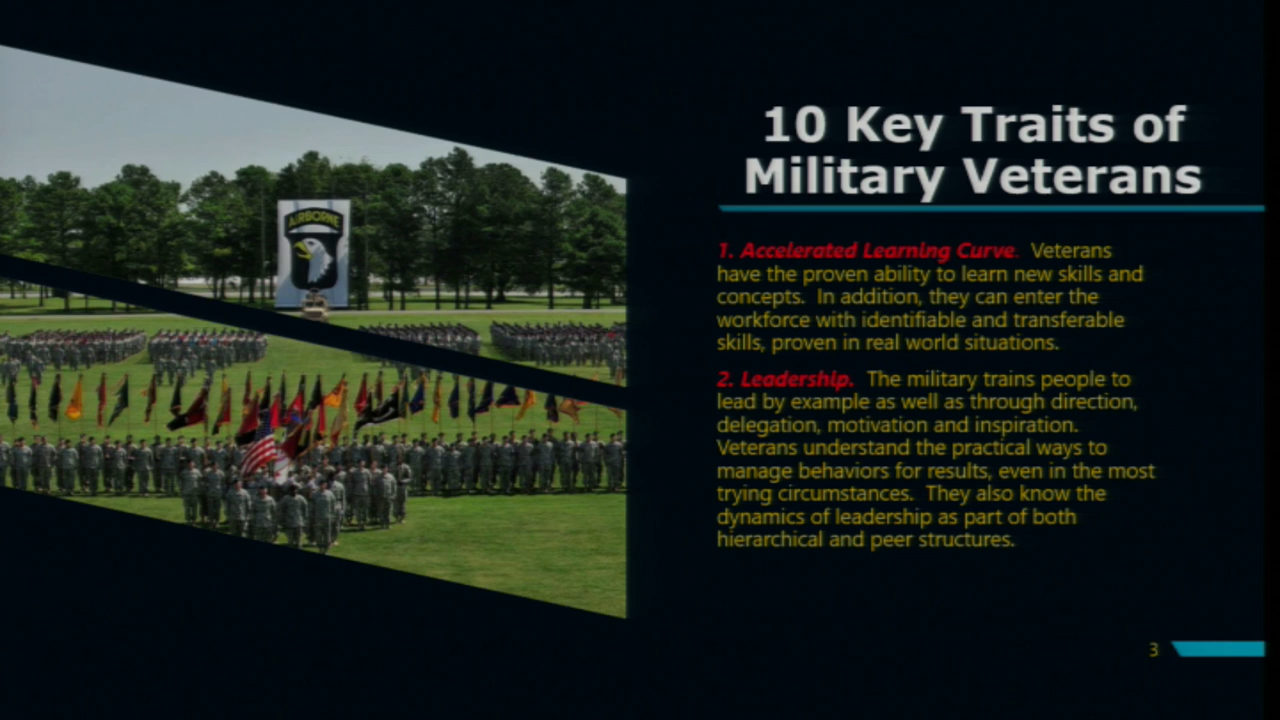 AIRBORNE
10 Key Traits of
Military Veterans
1. Accelerated Learning Curve.  Veterans
have the proven ability to learn new skills and
concepts.  In addition, they can enter the
workforce with identifiable and transferable
skills, proven in real world situations.
2. Leadership.  The military trains people to
lead by example as well as through direction,
delegation, motivation and inspiration.
Veterans understand the practical ways to
manage behaviors for results, even in the most
trying circumstances.  They also know the
dynamics of leadership as part of both
hierarchical and peer structures.
3